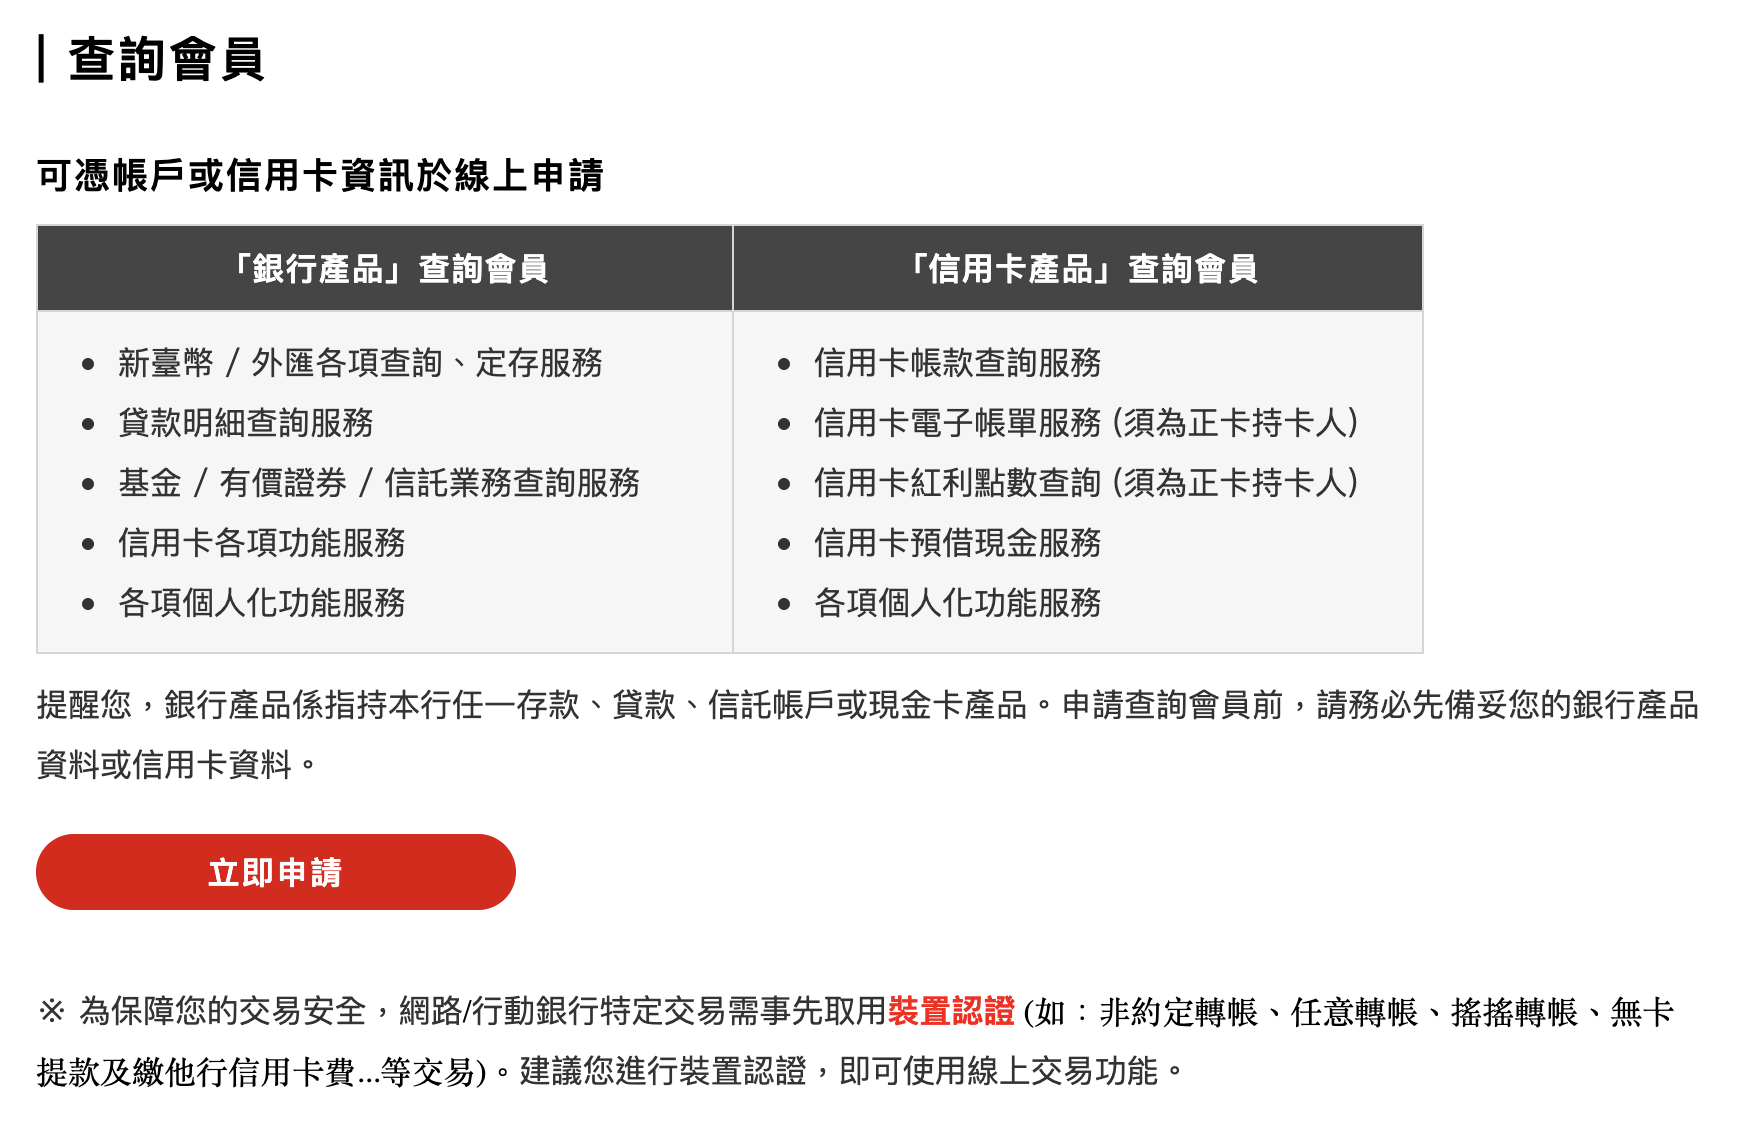 查詢會員
可憑帳戶或信用卡資訊於線上申請
「銀行產品」查詢會員
「信用卡產品」查詢會員
• 新臺幣 / 外匯各項查詢、定存服務
• 貸款明細查詢服務
• 基金 / 有價證券 / 信託業務查詢服務
• 信用卡各項功能服務
• 各項個人化功能服務
• 信用卡帳款查詢服務
• 信用卡電子帳單服務 (須為正卡持卡人)
• 信用卡紅利點數查詢 (須為正卡持卡人)
• 信用卡預借現金服務
• 各項個人化功能服務
提醒您，銀行產品係指持本行任一存款、貸款、信託帳戶或現金卡產品。申請查詢會員前，請務必先備妥您的銀行產品
資料或信用卡資料。
立即申請
※ 為保障您的交易安全，網路/行動銀行特定交易需事先取用裝置認證 (如：非約定轉帳、任意轉帳、搖搖轉帳、無卡
提款及繳他行信用卡費...等交易)。建議您進行裝置認證，即可使用線上交易功能。